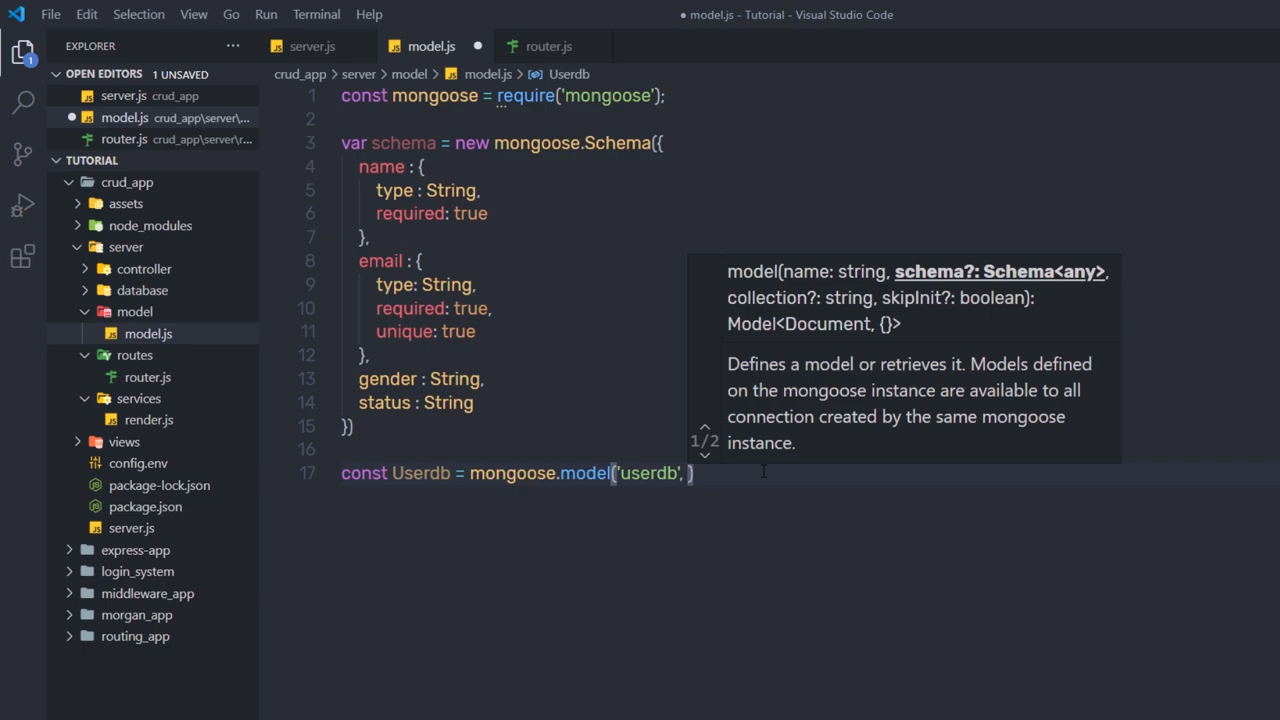 File Edit Selection View Go Run Terminal Help ● model.js - Tutorial - Visual Studio Code
EXPLORER ···
OPEN EDITORS 1 UNSAVED
server.js crud_app
model.js crud_app\server\...
router.js crud_app\server\r...
TUTORIAL
crud_app
assets
node_modules
server
controller
database
model
model.js
routes
router.js
services
render.js
views
config.env
package-lock.json
package.json
server.js
express-app
login_system
middleware_app
morgan_app
routing_app
1
server.js model.js router.js
crud_app > server > model > model.js > Userdb
1 const mongoose = require('mongoose');
2
3 var schema = new mongoose.Schema({
4 name : {
5 type : String,
6 required: true
7 },
8 email : {
9 type: String,
10 required: true,
11 unique: true
12 },
13 gender : String,
14 status : String
15 })
16
17 const Userdb = mongoose.model('userdb', )
model(name: string, schema?: Schema<any>,
collection?: string, skipInit?: boolean):
Model<Document, {}>
Defines a model or retrieves it. Models defined
on the mongoose instance are available to all
connection created by the same mongoose
instance.
1/2